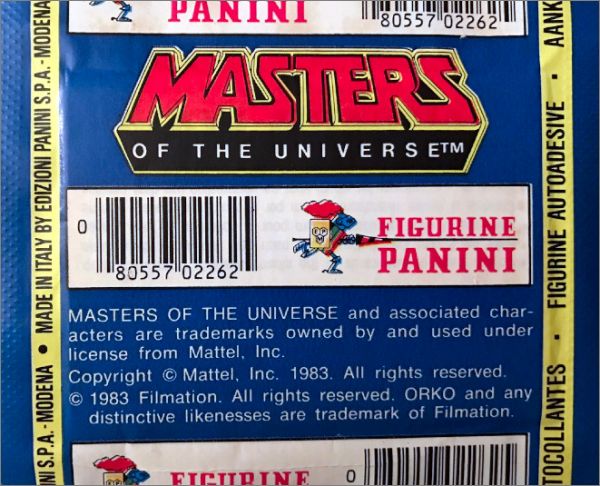 PANINI
80557 02262
MASTERS
OF THE UNIVERSE™
0
80557 02262
FIGURINE
PANINI
MASTERS OF THE UNIVERSE and associated char-
acters are trademarks owned by and used under
license from Mattel, Inc.
Copyright © Mattel, Inc. 1983. All rights reserved.
© 1983 Filmation. All rights reserved. ORKO and any
distinctive likenesses are trademark of Filmation.
FIGURINE
0
NI S.P.A. - MODENA • MADE IN ITALY BY EDIZIONI PANINI S.P.A. - MODENA
TOCOLLANTES • FIGURINE AUTOADESIVE • AANK